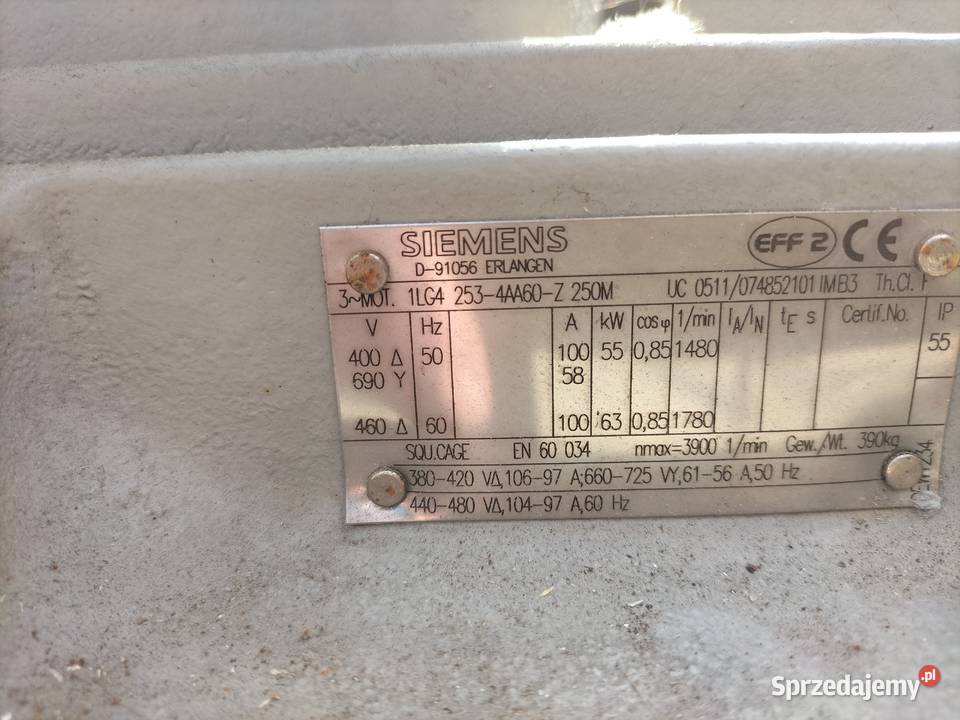 SIEMENS
EFF 2 CE
D-91056 ERLANGEN
3~MOT. 1LG4 253-4AA60-Z 250M UC 0511/074852101 IMB3 Th.Cl. F
V Hz A kW cos φ 1/min IA/IN tE s Certif.No. IP
400 Δ 50 100 55 0,85 1480 55
690 Y 58
460 Δ 60 100 63 0,85 1780
SQU.CAGE EN 60 034 nmax=3900 1/min Gew./Wt. 390kg
380-420 VΔ,106-97 A;660-725 VY,61-56 A,50 Hz
440-480 VΔ,104-97 A,60 Hz
Sprzedajemy.pl